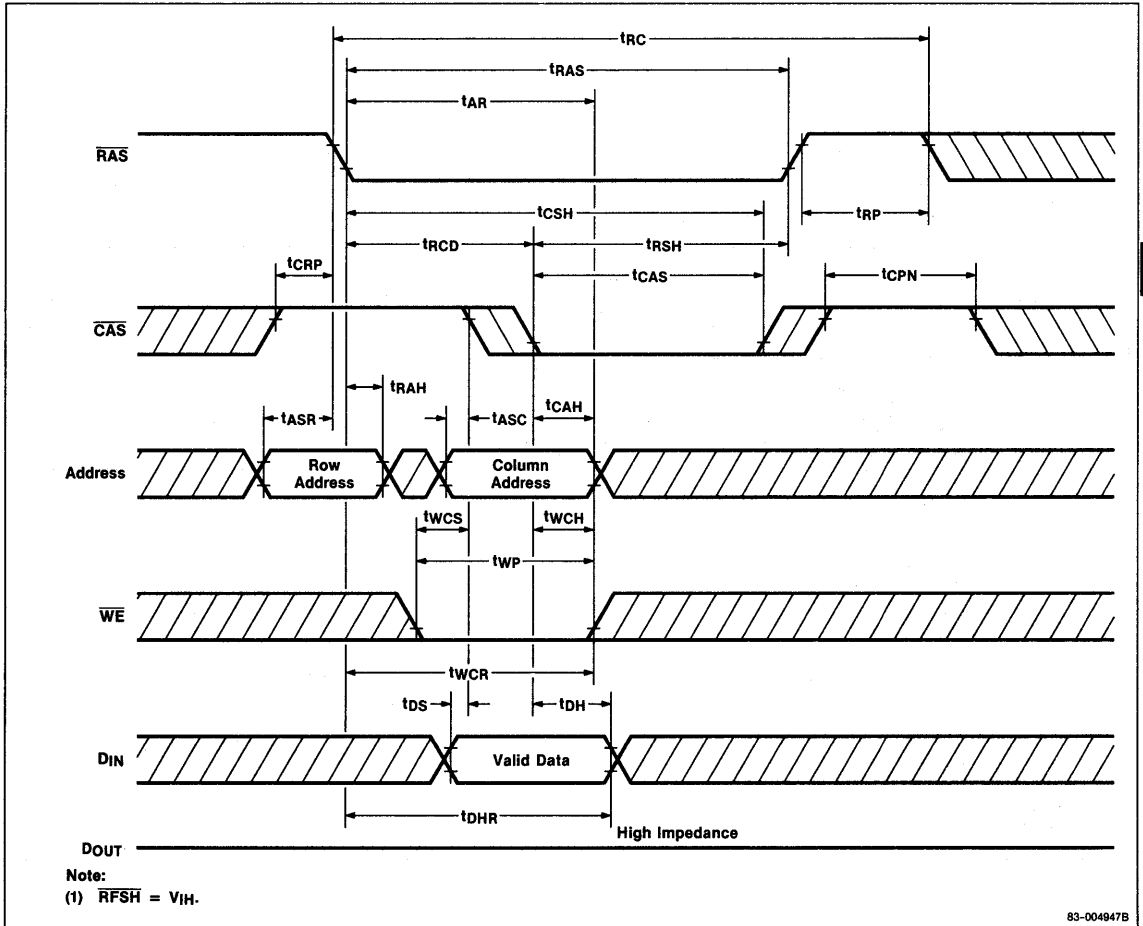 tRC
tRAS
tAR
RAS
tRP
tCSH
tRCD
tRSH
tCRP
tCAS
tCPN
CAS
tRAH
tASR
tASC
tCAH
Address
Row
Address
Column
Address
tWCS
tWCH
tWP
WE
tWCR
tDS
tDH
DIN
Valid Data
tDHR
High Impedance
DOUT
Note:
(1) RFSH = VIH.
83-004947B